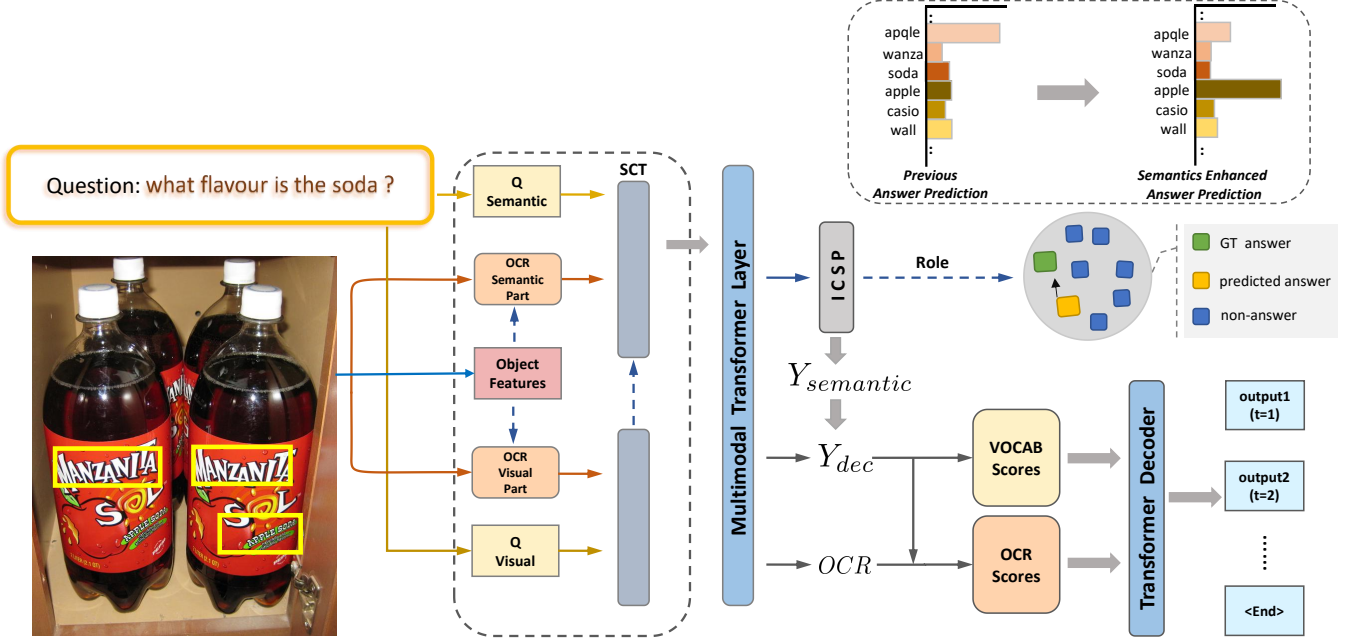 apqle
wanza
soda
apple
casio
wall
Previous
Answer Prediction
apqle
wanza
soda
apple
casio
wall
Semantics Enhanced
Answer Prediction
Question: what flavour is the soda ?
Q
Semantic
OCR
Semantic
Part
Object
Features
OCR
Visual
Part
Q
Visual
SCT
Multimodal Transformer Layer
ICSP
Role
GT answer
predicted answer
non-answer
Y_semantic
Y_dec
OCR
VOCAB
Scores
OCR
Scores
Transformer Decoder
output1
(t=1)
output2
(t=2)
......
<End>
MANZANITA
SOL
MANZANITA
SOL
APPLE SODA